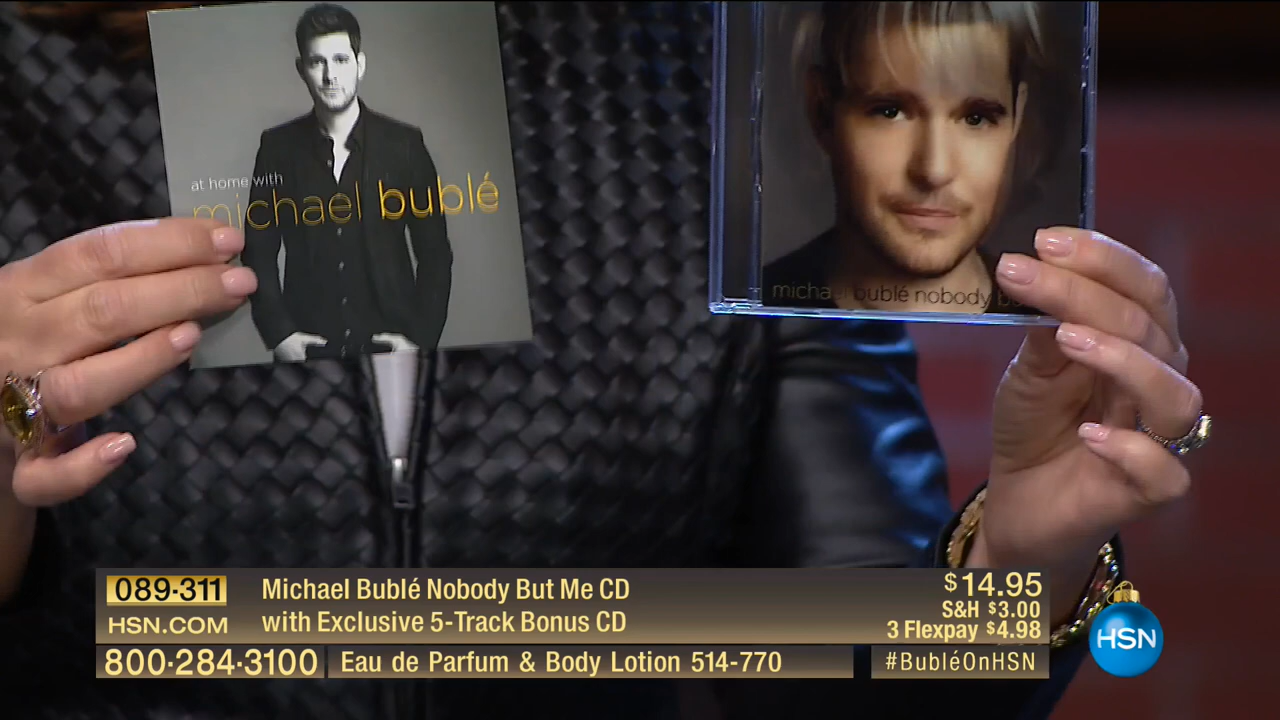 at home with
michael bublé
michael bublé nobody
089-311
Michael Bublé Nobody But Me CD
with Exclusive 5-Track Bonus CD
HSN.COM
$14.95
S&H $3.00
3 Flexpay $4.98
800·284·3100
Eau de Parfum & Body Lotion 514-770
#BubléOnHSN
HSN